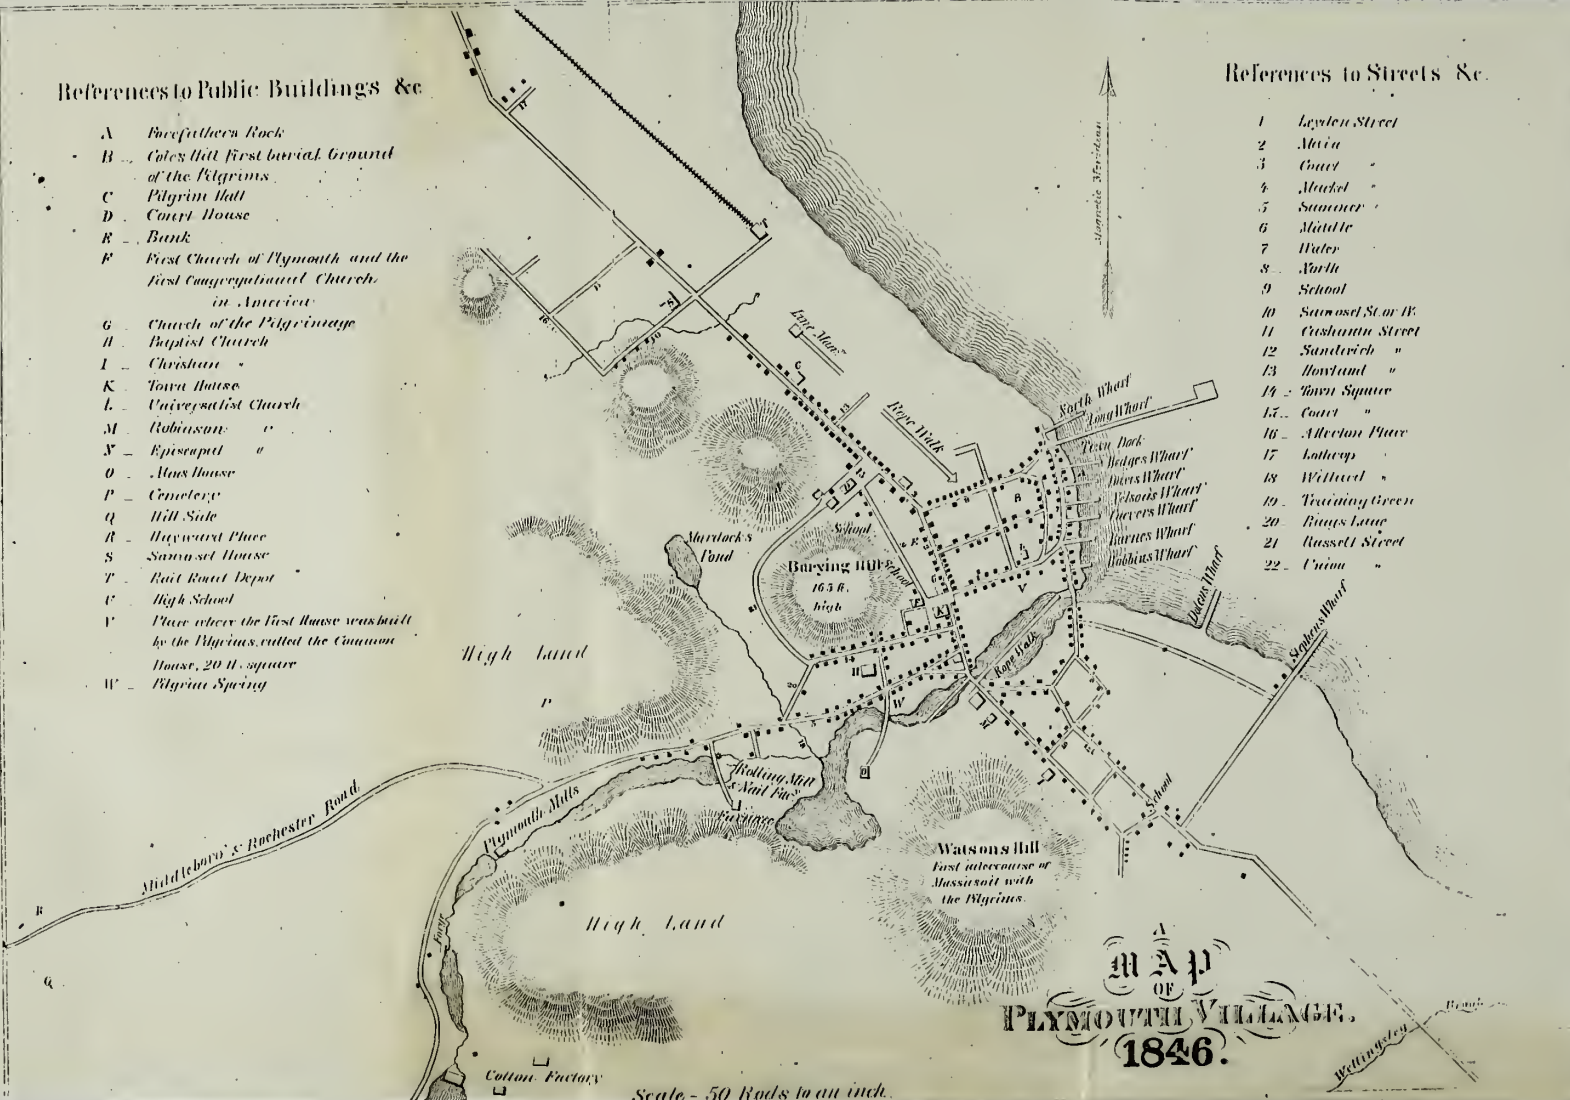 References to Public Buildings &c
A Forefathers Rock
B Coles Hill first burial Ground
of the Pilgrims
C Pilgrim Hall
D Court House
E Bank
F First Church of Plymouth and the
First Congregational Church
in America
G Church of the Pilgrimage
H Baptist Church
I Christian "
K Town House
L Universalist Church
M Robinson "
N Episcopal "
O Alms House
P Cemetery
Q Hill Side
R Hayward Place
S Samoset House
T Rail Road Depot
U High School
V Place where the First House was built
by the Pilgrims, called the Common
House, 20 ft. square
W Pilgrim Spring
References to Streets &c.
1 Leyden Street
2 Main
3 Court "
4 Market "
5 Summer "
6 Middle
7 Water
8 North
9 School
10 Samoset St. or W.
11 Cushman Street
12 Sandwich "
13 Howland "
14 Town Square
15 Court "
16 Allerton Place
17 Lothrop
18 Willard "
19 Training Green
20 Rings Lane
21 Russell Street
22 Union "
Magnetic Meridian
Lime Man.
Rope Walk
North Wharf
Long Wharf
Town Dock
Hedges Wharf
Davis Wharf
Nelson's Wharf
Carvers Wharf
Barnes Wharf
Robbins Wharf
Stephens Wharf
School
Murdock's
Pond
Burying Hill
165 ft.
high
School
Rope Walk
High Land
P
W
Rolling Mill
& Nail Fac.
Furnace
Plymouth Mills
Middleboro' & Rochester Road
R
Q
Forge
High Land
School
Watsons Hill
First intercourse of
Massasoit with
the Pilgrims.
Cotton Factory
Scale - 50 Rods to an inch.
A
MAP
OF
PLYMOUTH VILLAGE.
1846.
Wellingsley Brook